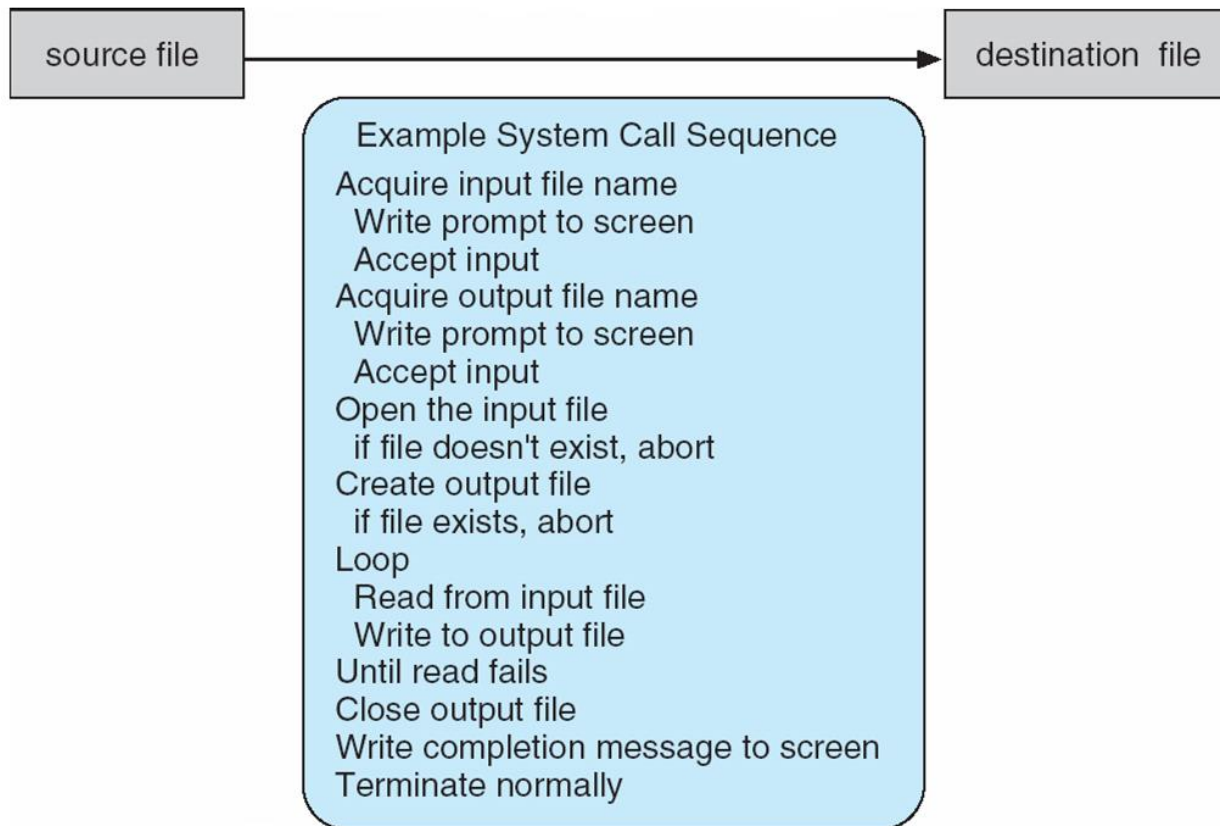 source file
destination file
Example System Call Sequence
Acquire input file name
Write prompt to screen
Accept input
Acquire output file name
Write prompt to screen
Accept input
Open the input file
if file doesn't exist, abort
Create output file
if file exists, abort
Loop
Read from input file
Write to output file
Until read fails
Close output file
Write completion message to screen
Terminate normally